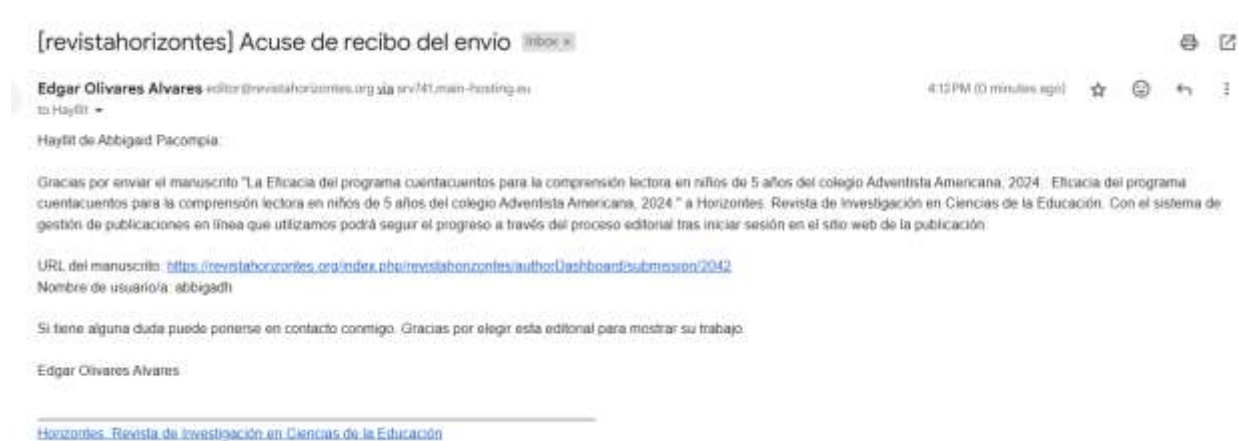 [revistahorizontes] Acuse de recibo del envío Inbox ×
Edgar Olivares Alvares editor@revistahorizontes.org via srv741.main-hosting.eu 4:12 PM (0 minutes ago)
to Hayllit
Hayllit de Abbigaid Pacompia:
Gracias por enviar el manuscrito "La Eficacia del programa cuentacuentos para la comprensión lectora en niños de 5 años del colegio Adventista Americana, 2024.: Eficacia del programa
cuentacuentos para la comprensión lectora en niños de 5 años del colegio Adventista Americana, 2024." a Horizontes. Revista de Investigación en Ciencias de la Educación. Con el sistema de
gestión de publicaciones en línea que utilizamos podrá seguir el progreso a través del proceso editorial tras iniciar sesión en el sitio web de la publicación:
URL del manuscrito: https://revistahorizontes.org/index.php/revistahorizontes/authorDashboard/submission/2042
Nombre de usuario/a: abbigadh
Si tiene alguna duda puede ponerse en contacto conmigo. Gracias por elegir esta editorial para mostrar su trabajo.
Edgar Olivares Alvares
Horizontes. Revista de Investigación en Ciencias de la Educación